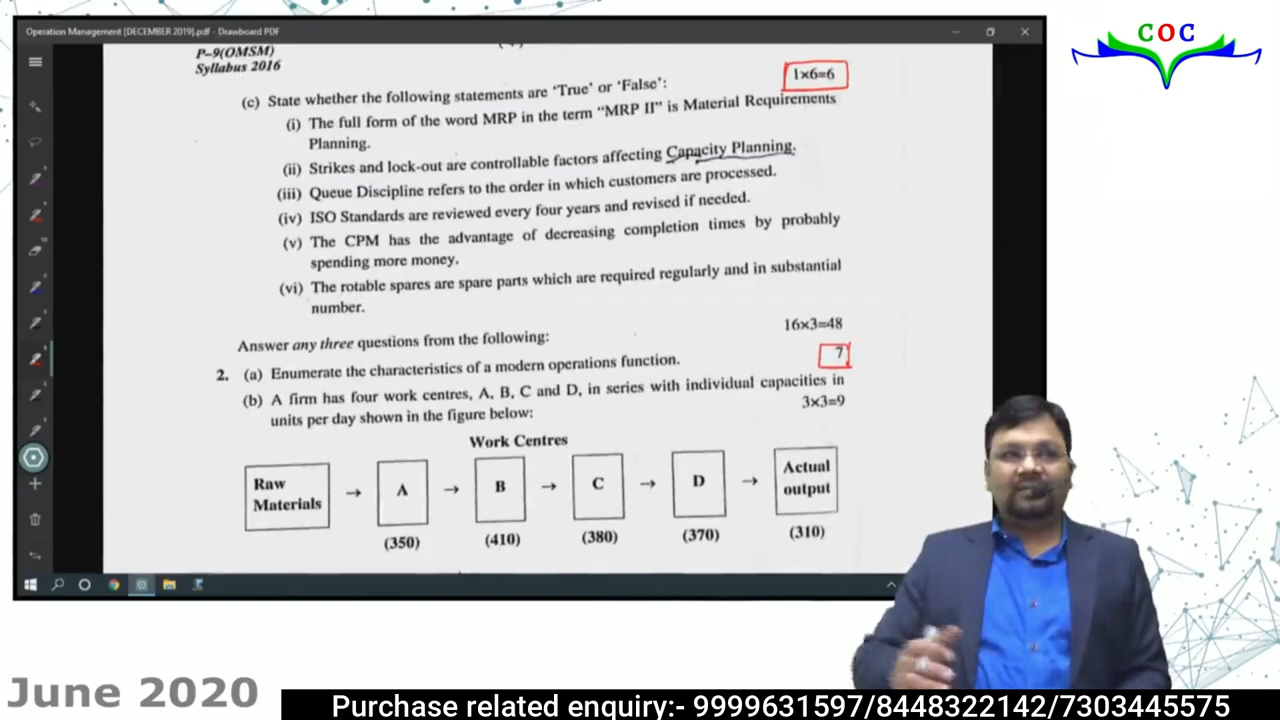 Operation Management [DECEMBER 2019].pdf - Drawboard PDF
COC
P–9(OMSM)
Syllabus 2016
(c) State whether the following statements are ‘True’ or ‘False’:
1×6=6
(i) The full form of the word MRP in the term “MRP II” is Material Requirements
Planning.
(ii) Strikes and lock-out are controllable factors affecting Capacity Planning.
(iii) Queue Discipline refers to the order in which customers are processed.
(iv) ISO Standards are reviewed every four years and revised if needed.
(v) The CPM has the advantage of decreasing completion times by probably
spending more money.
(vi) The rotable spares are spare parts which are required regularly and in substantial
number.
Answer any three questions from the following:
16×3=48
2. (a) Enumerate the characteristics of a modern operations function.
7
(b) A firm has four work centres, A, B, C and D, in series with individual capacities in
units per day shown in the figure below:
3×3=9
Work Centres
Raw
Materials
→ A → B → C → D →
Actual
output
(350) (410) (380) (370) (310)
June 2020
Purchase related enquiry:- 9999631597/8448322142/7303445575